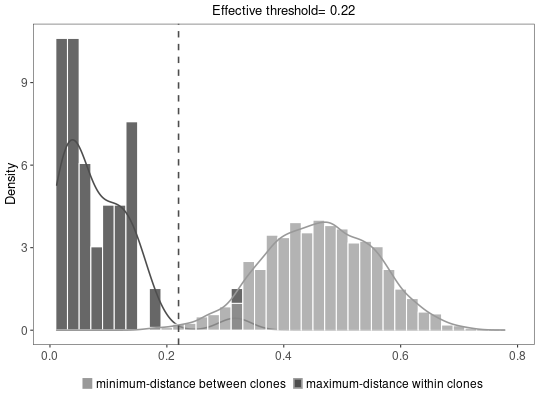 Effective threshold= 0.22
Density
9
6
3
0
0.0 0.2 0.4 0.6 0.8
minimum-distance between clones maximum-distance within clones